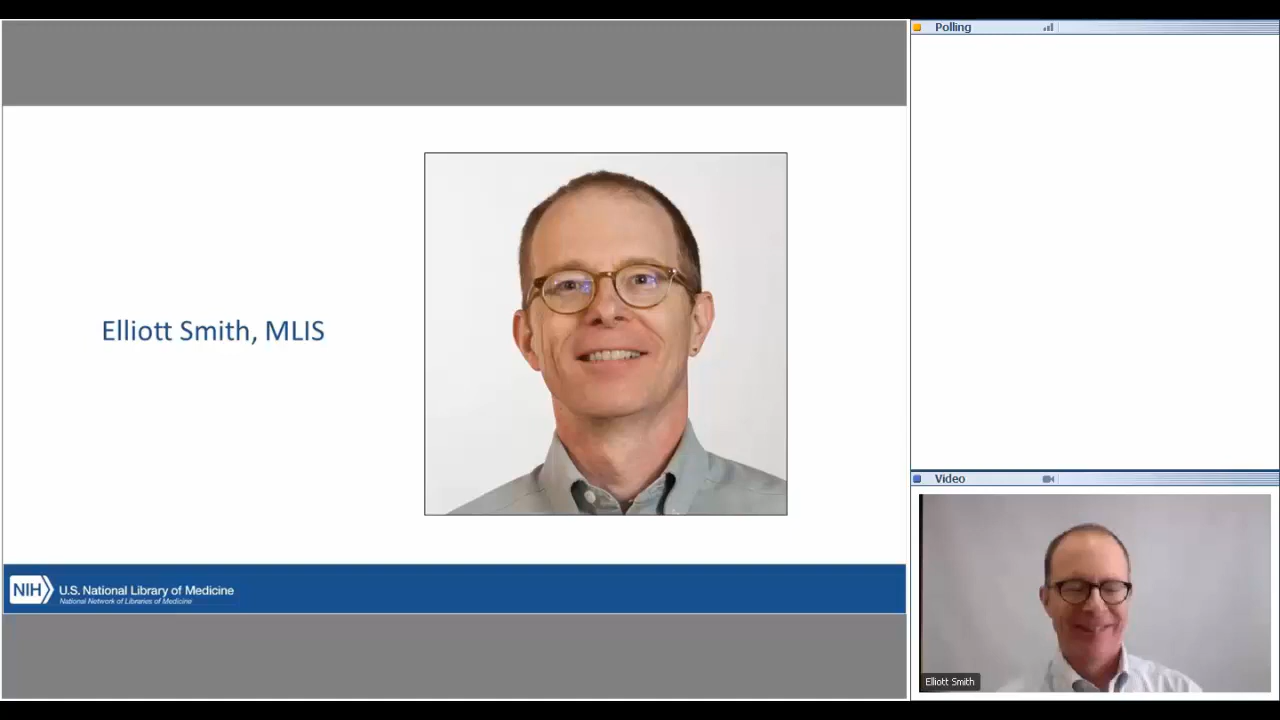 Polling
Elliott Smith, MLIS
NIH
U.S. National Library of Medicine
National Network of Libraries of Medicine
Video
Elliott Smith